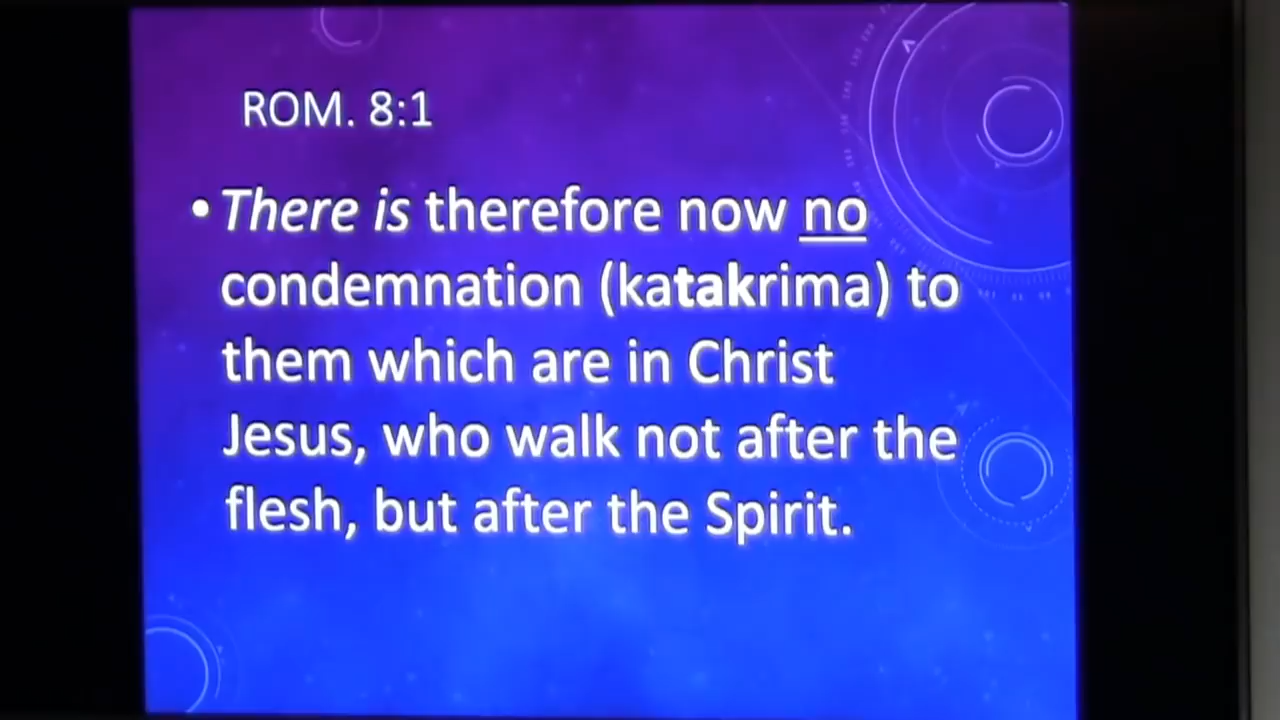 ROM. 8:1
• There is therefore now no
condemnation (katakrima) to
them which are in Christ
Jesus, who walk not after the
flesh, but after the Spirit.